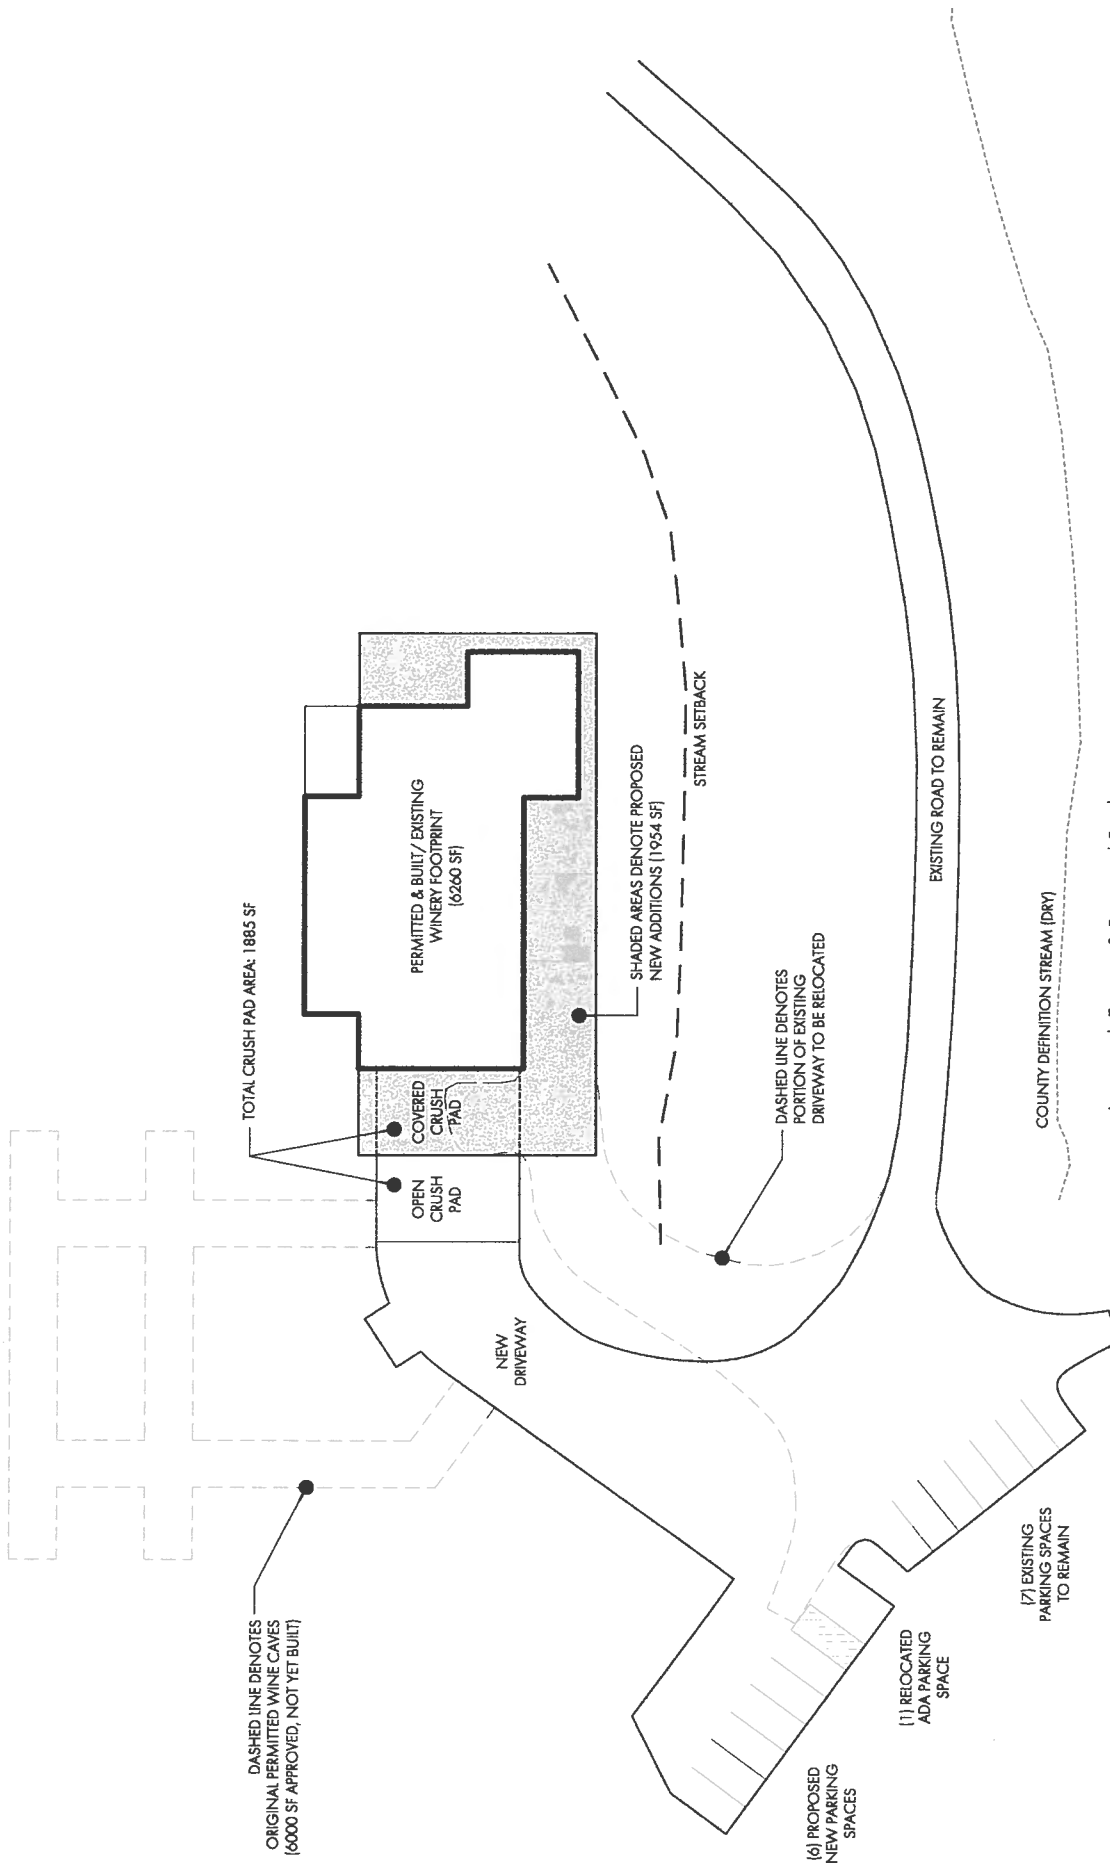 DASHED LINE DENOTES
ORIGINAL PERMITTED WINE CAVES
(6000 SF APPROVED, NOT YET BUILT)
TOTAL CRUSH PAD AREA: 1885 SF
NEW
DRIVEWAY
OPEN
CRUSH
PAD
COVERED
CRUSH
PAD
PERMITTED & BUILT/EXISTING
WINERY FOOTPRINT
(6260 SF)
SHADED AREAS DENOTE PROPOSED
NEW ADDITIONS (1954 SF)
STREAM SETBACK
DASHED LINE DENOTES
PORTION OF EXISTING
DRIVEWAY TO BE RELOCATED
(6) PROPOSED
NEW PARKING
SPACES
(1) RELOCATED
ADA PARKING
SPACE
(7) EXISTING
PARKING SPACES
TO REMAIN
EXISTING ROAD TO REMAIN
COUNTY DEFINITION STREAM (DRY)